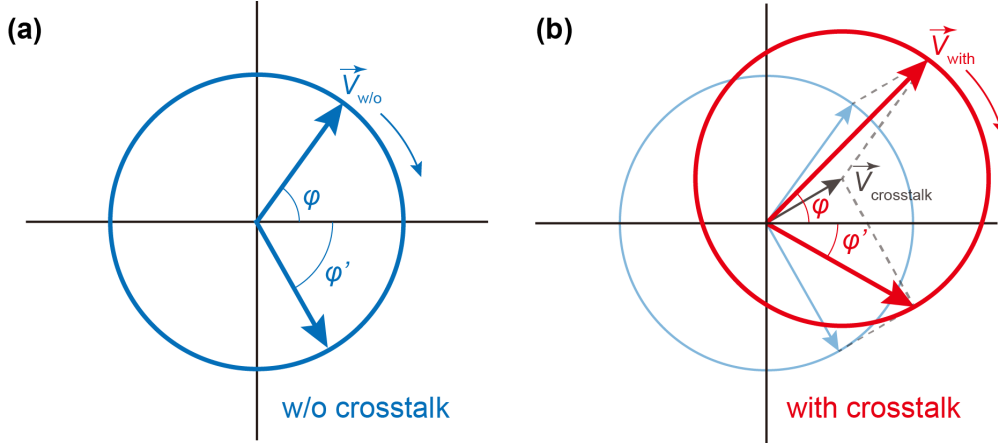 (a)
V w/o
φ
φ’
w/o crosstalk
(b)
V with
V crosstalk
φ
φ’
with crosstalk